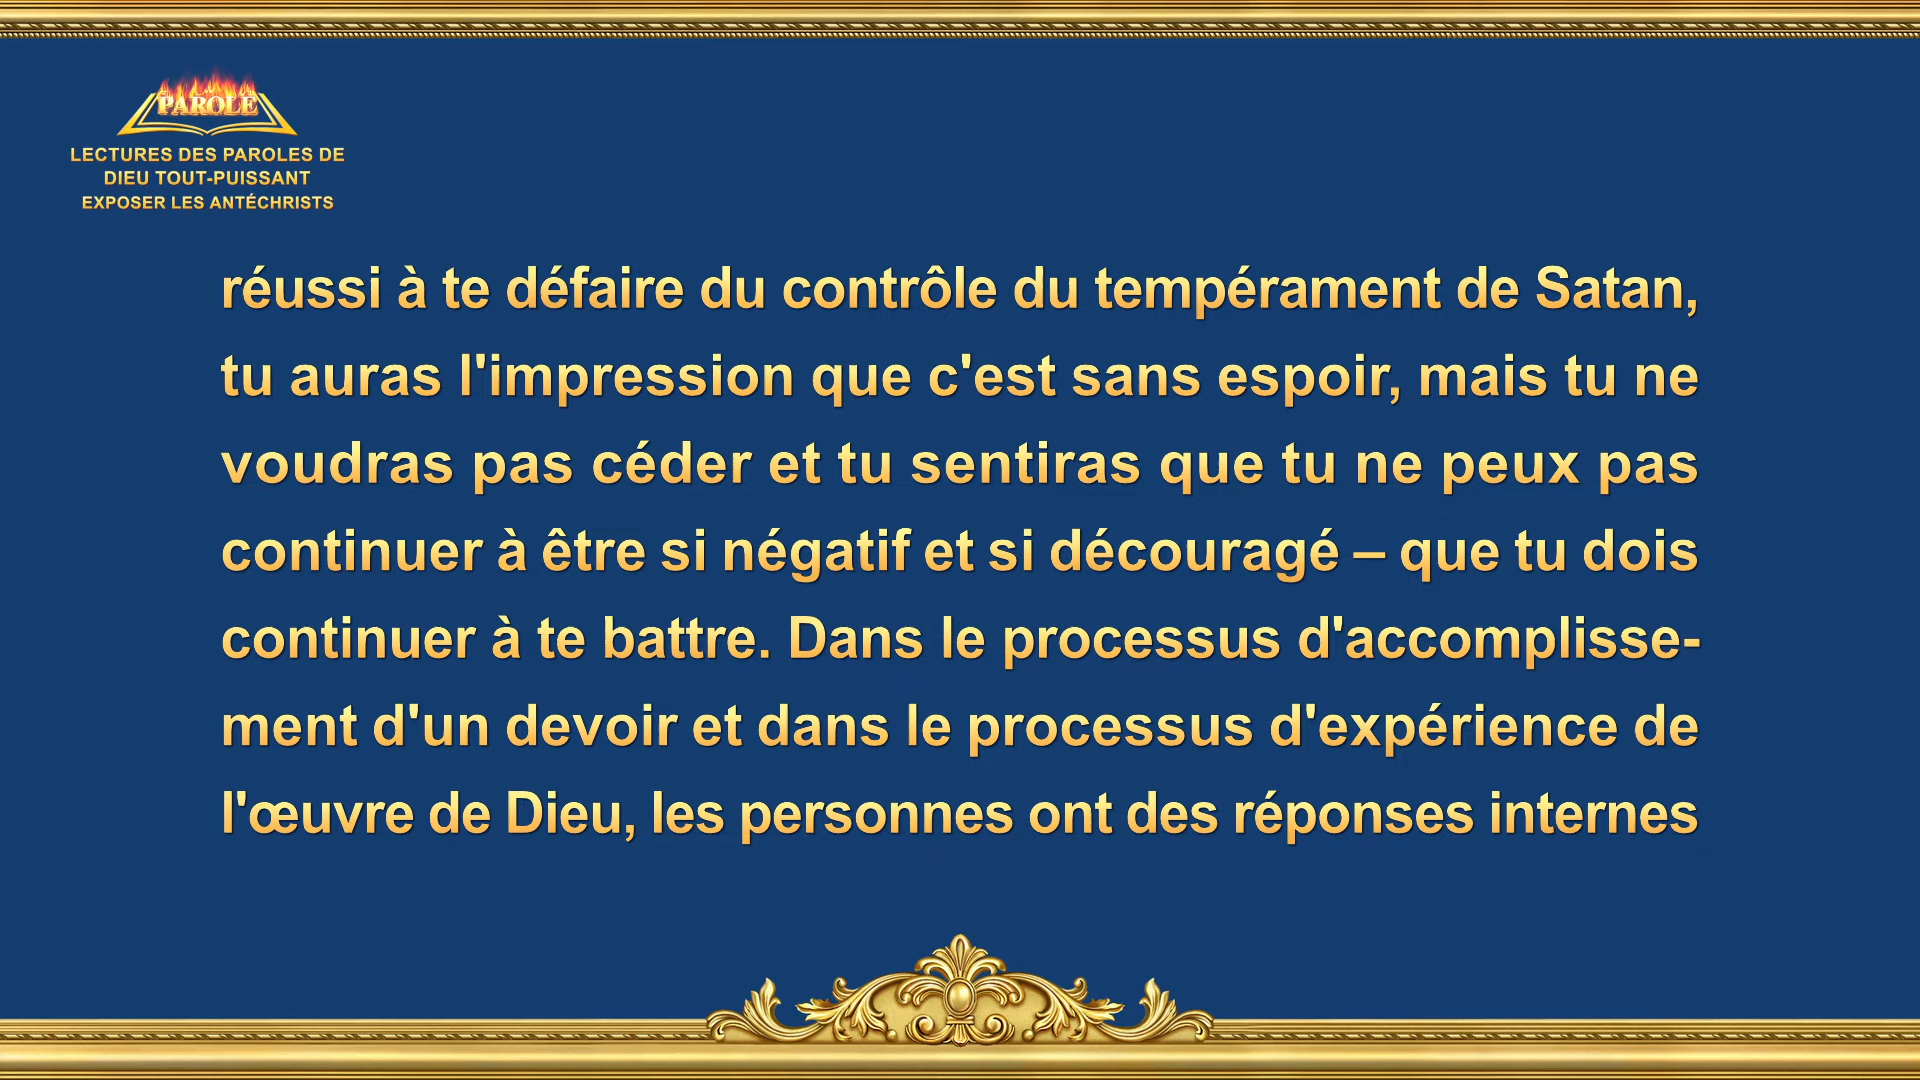 PAROLE
LECTURES DES PAROLES DE
DIEU TOUT-PUISSANT
EXPOSER LES ANTÉCHRISTS
réussi à te défaire du contrôle du tempérament de Satan,
tu auras l'impression que c'est sans espoir, mais tu ne
voudras pas céder et tu sentiras que tu ne peux pas
continuer à être si négatif et si découragé – que tu dois
continuer à te battre. Dans le processus d'accomplisse-
ment d'un devoir et dans le processus d'expérience de
l'œuvre de Dieu, les personnes ont des réponses internes